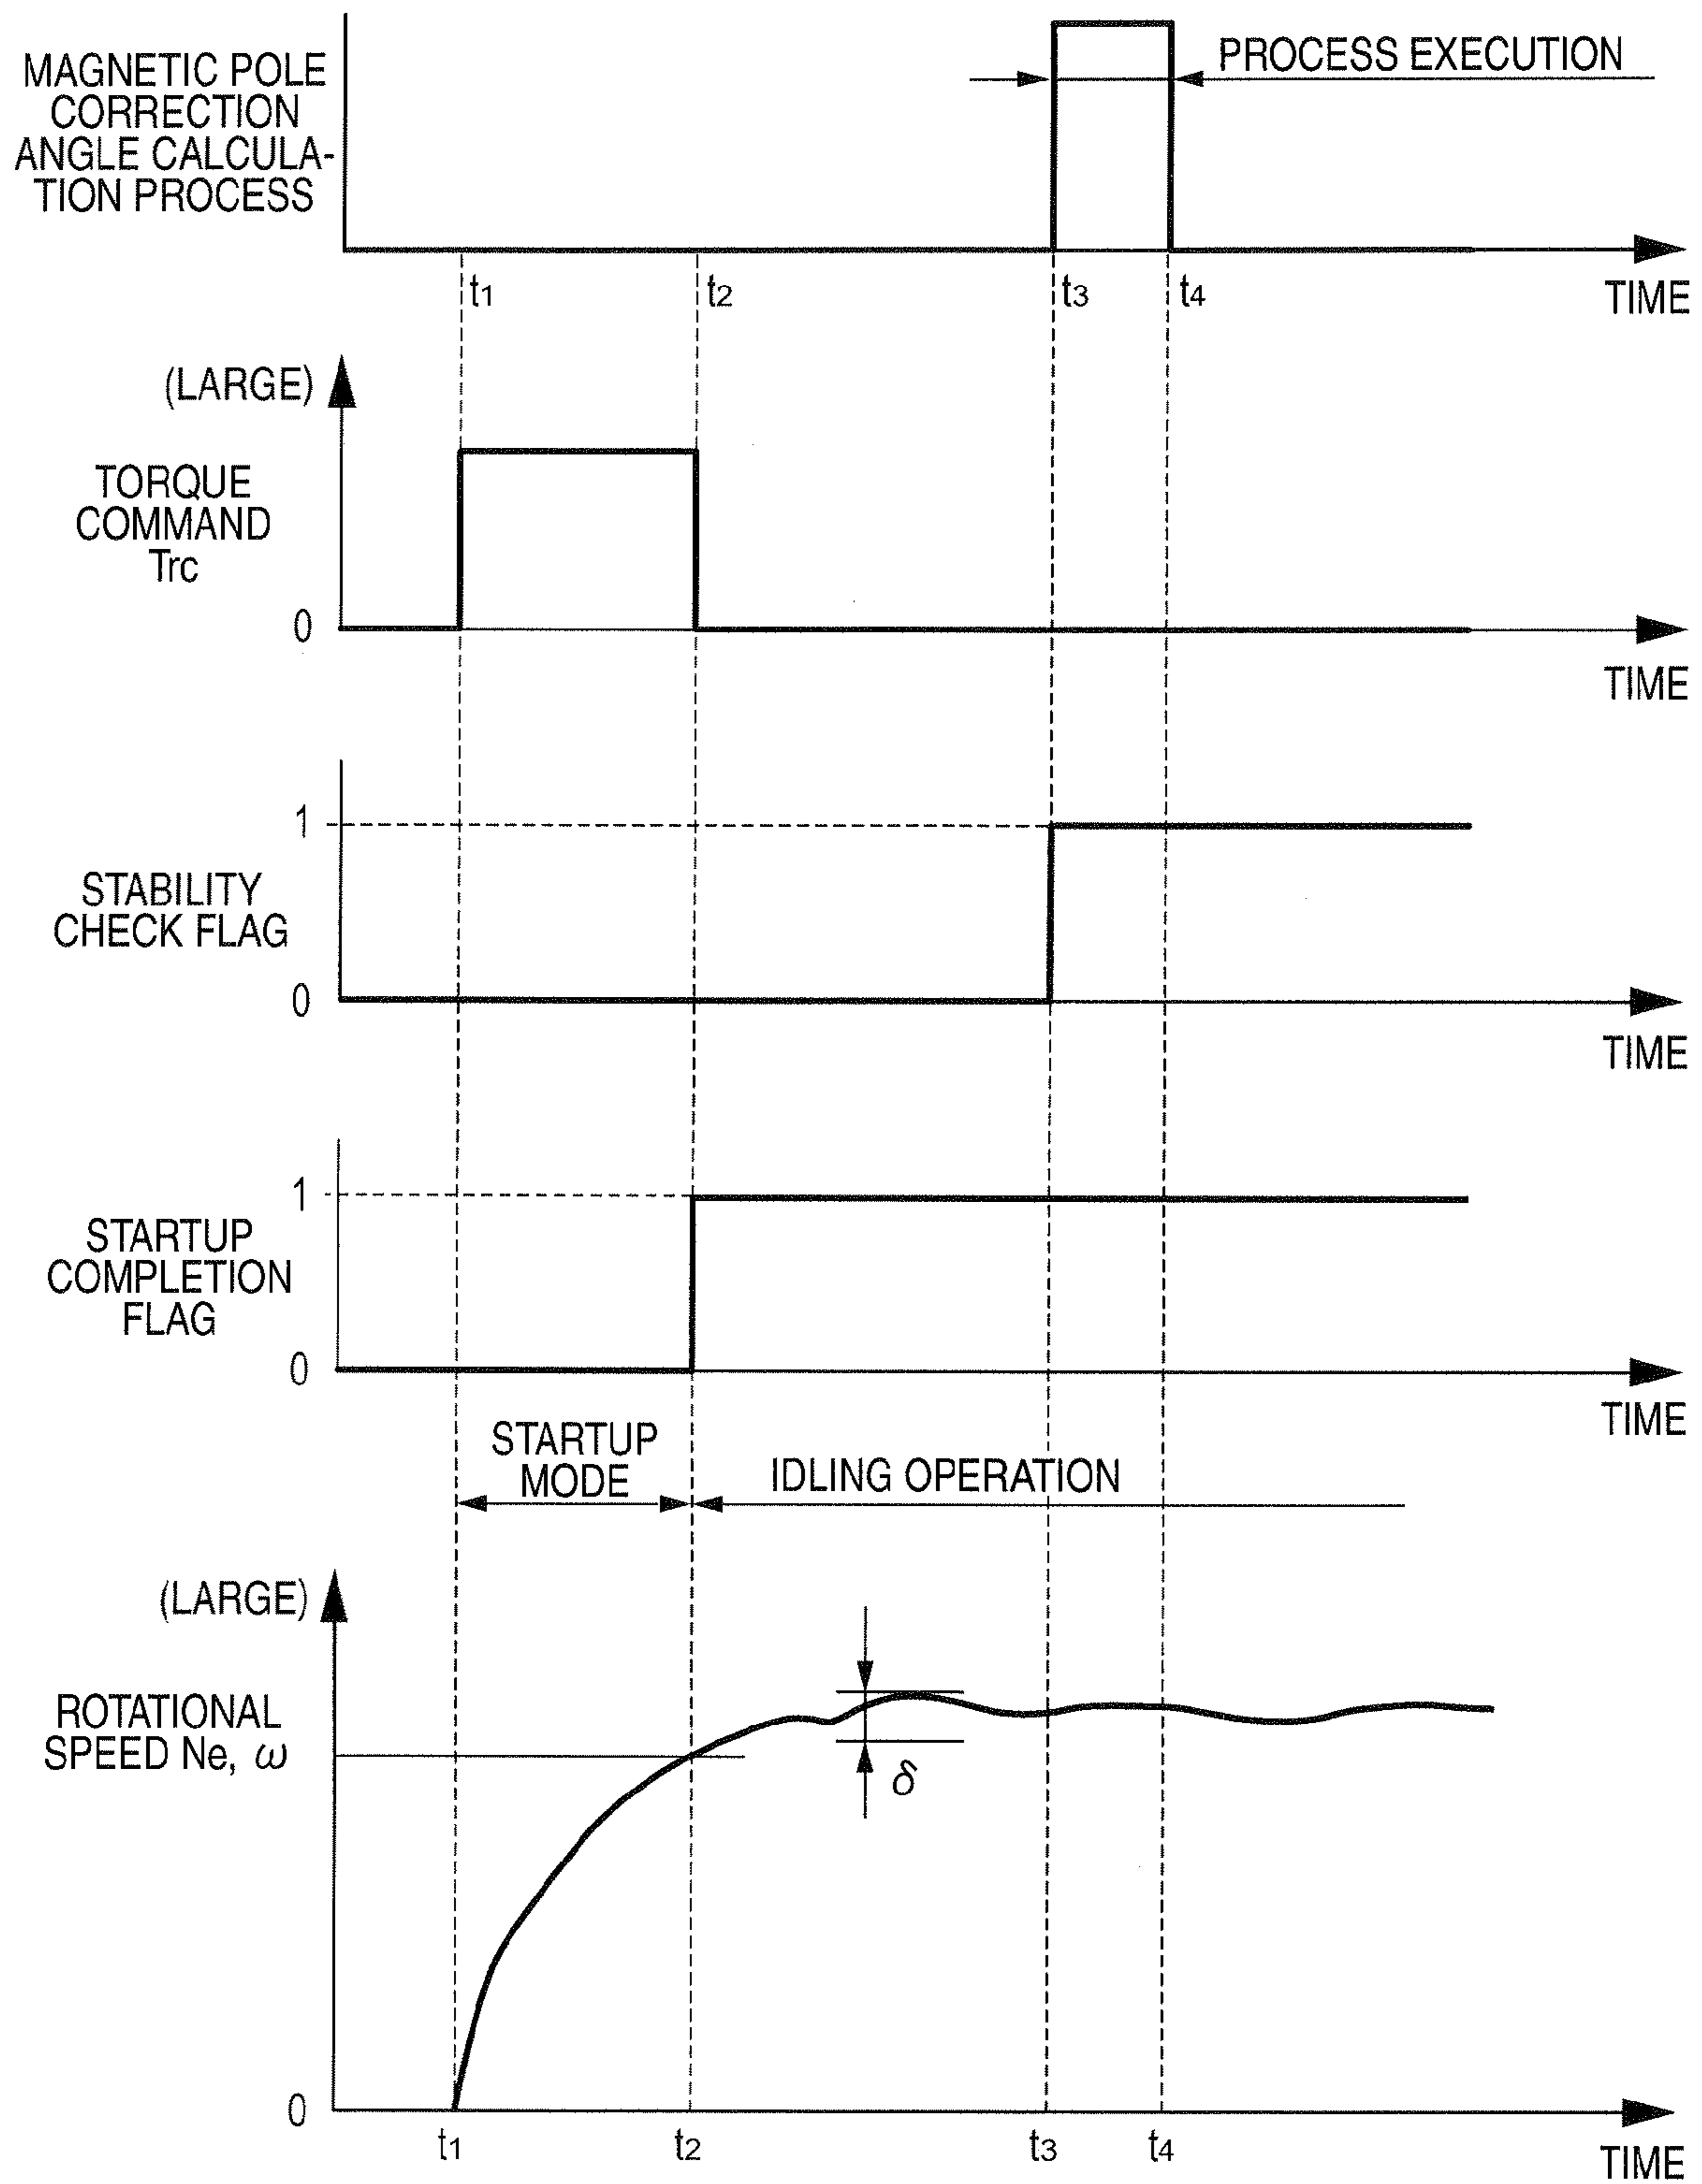 MAGNETIC POLE
CORRECTION
ANGLE CALCULA-
TION PROCESS
PROCESS EXECUTION
t1
t2
t3
t4
TIME
(LARGE)
TORQUE
COMMAND
Trc
0
TIME
1
STABILITY
CHECK FLAG
0
TIME
1
STARTUP
COMPLETION
FLAG
0
TIME
STARTUP
MODE
IDLING OPERATION
(LARGE)
ROTATIONAL
SPEED Ne, ω
δ
0
t1
t2
t3
t4
TIME